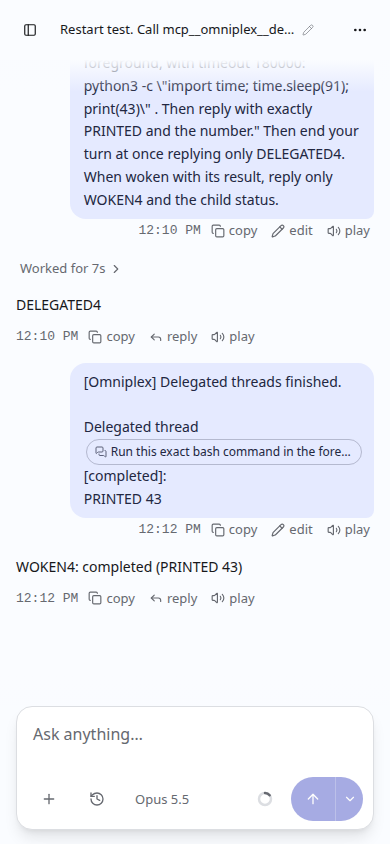 Restart test. Call mcp__omniplex__de...
foreground, with timeout 180000:
python3 -c \"import time; time.sleep(91);
print(43)\" . Then reply with exactly
PRINTED and the number." Then end your
turn at once replying only DELEGATED4.
When woken with its result, reply only
WOKEN4 and the child status.
12:10 PM copy edit play
Worked for 7s
DELEGATED4
12:10 PM copy reply play
[Omniplex] Delegated threads finished.
Delegated thread
Run this exact bash command in the fore...
[completed]:
PRINTED 43
12:12 PM copy edit play
WOKEN4: completed (PRINTED 43)
12:12 PM copy reply play
Ask anything...
Opus 5.5